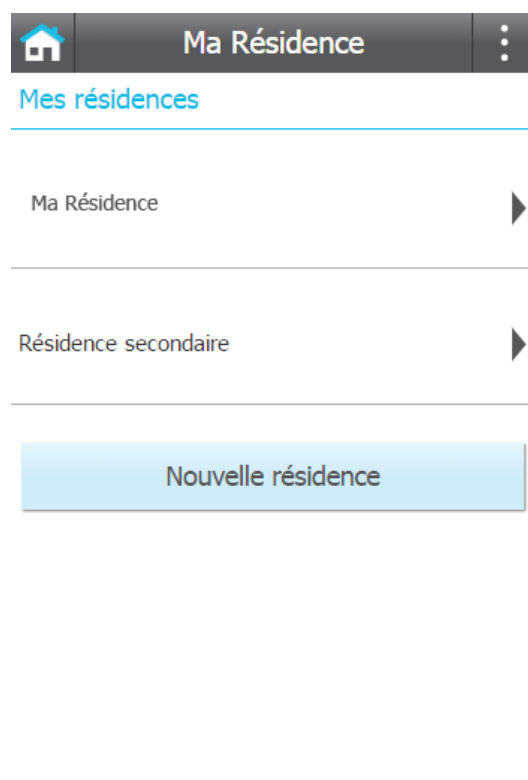 Ma Résidence
Mes résidences
Ma Résidence
Résidence secondaire
Nouvelle résidence